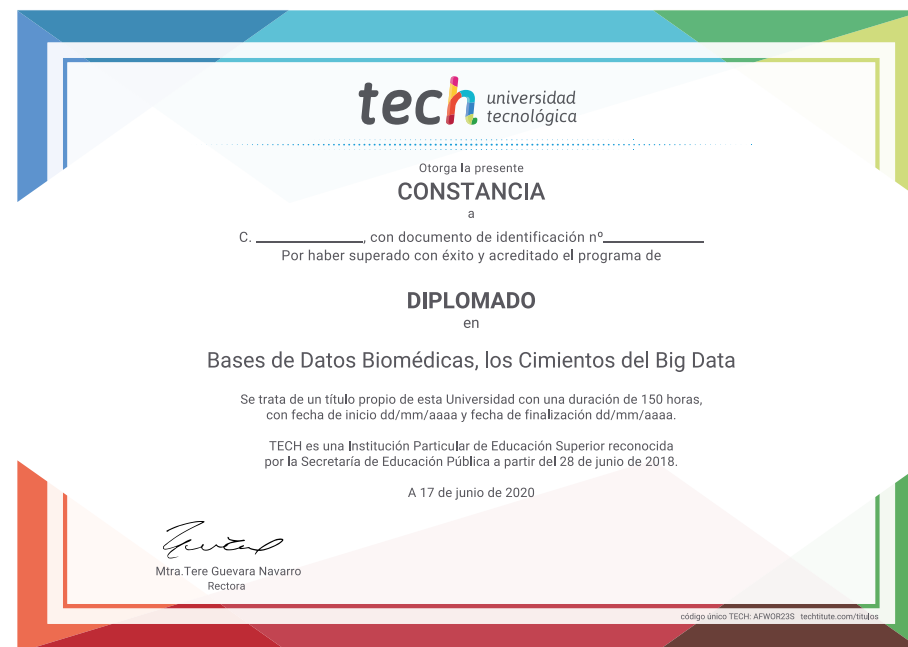 tech universidad
tecnológica
Otorga la presente
CONSTANCIA
a
C. ____________, con documento de identificación nº____________
Por haber superado con éxito y acreditado el programa de
DIPLOMADO
en
Bases de Datos Biomédicas, los Cimientos del Big Data
Se trata de un título propio de esta Universidad con una duración de 150 horas,
con fecha de inicio dd/mm/aaaa y fecha de finalización dd/mm/aaaa.
TECH es una Institución Particular de Educación Superior reconocida
por la Secretaría de Educación Pública a partir del 28 de junio de 2018.
A 17 de junio de 2020
Mtra.Tere Guevara Navarro
Rectora
código único TECH: AFWOR23S techtitute.com/titulos